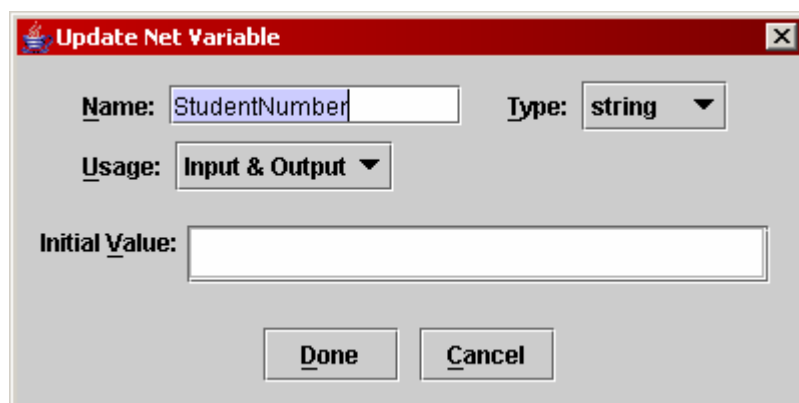 Update Net Variable
Name: StudentNumber Type: string
Usage: Input & Output
Initial Value:
Done Cancel